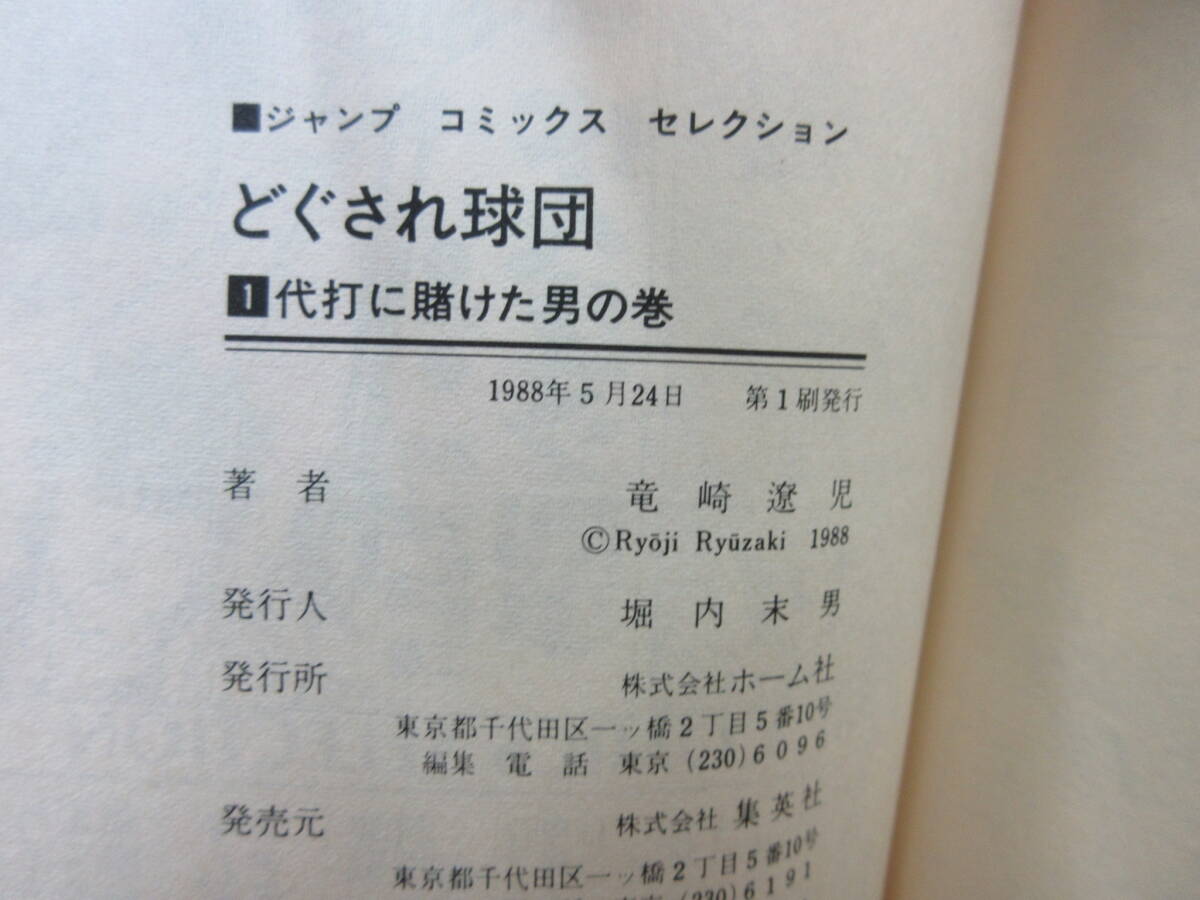 ■ジャンプ コミックス セレクション
どぐされ球団
1代打に賭けた男の巻
1988年5月24日 第1刷発行
著者 竜崎遼児
©Ryōji Ryūzaki 1988
発行人 堀内末男
発行所 株式会社ホーム社
東京都千代田区一ッ橋2丁目5番10号
編集 電話 東京(230)6096
発売元 株式会社 集英社
東京都千代田区一ッ橋2丁目5番10号
(230)6191